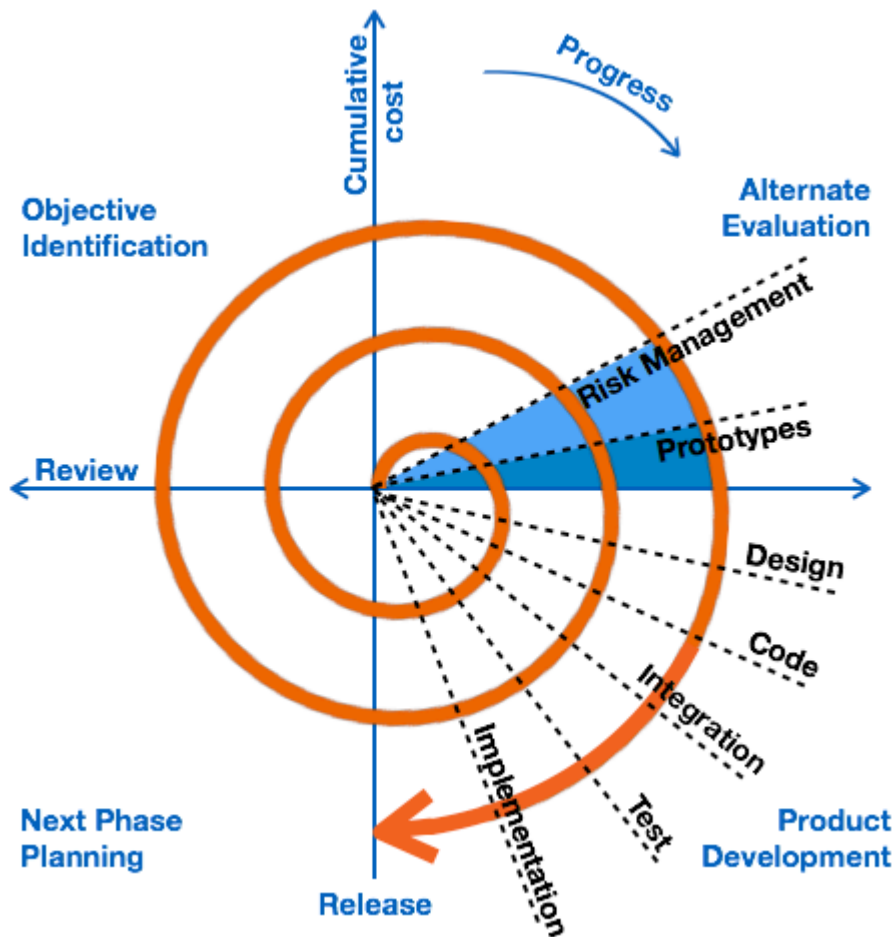 Cumulative
cost
Progress
Objective
Identification
Alternate
Evaluation
Risk Management
Prototypes
Review
Design
Code
Integration
Test
Implementation
Next Phase
Planning
Product
Development
Release